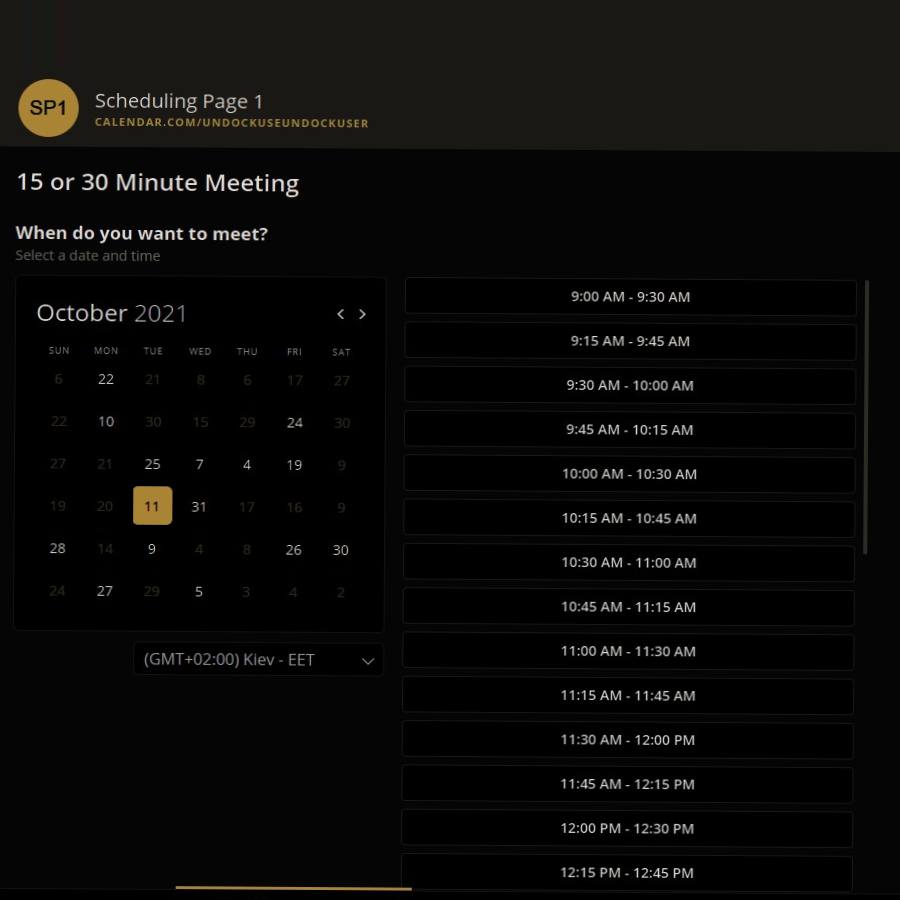 SP1
Scheduling Page 1
CALENDAR.COM/UNDOCKUSEUNDOCKUSER
15 or 30 Minute Meeting
When do you want to meet?
Select a date and time
October 2021
SUN MON TUE WED THU FRI SAT
6 22 21 8 6 17 27
22 10 30 15 29 24 30
27 21 25 7 4 19 9
19 20 11 31 17 16 9
28 14 9 4 8 26 30
24 27 29 5 3 4 2
(GMT+02:00) Kiev - EET
9:00 AM - 9:30 AM
9:15 AM - 9:45 AM
9:30 AM - 10:00 AM
9:45 AM - 10:15 AM
10:00 AM - 10:30 AM
10:15 AM - 10:45 AM
10:30 AM - 11:00 AM
10:45 AM - 11:15 AM
11:00 AM - 11:30 AM
11:15 AM - 11:45 AM
11:30 AM - 12:00 PM
11:45 AM - 12:15 PM
12:00 PM - 12:30 PM
12:15 PM - 12:45 PM